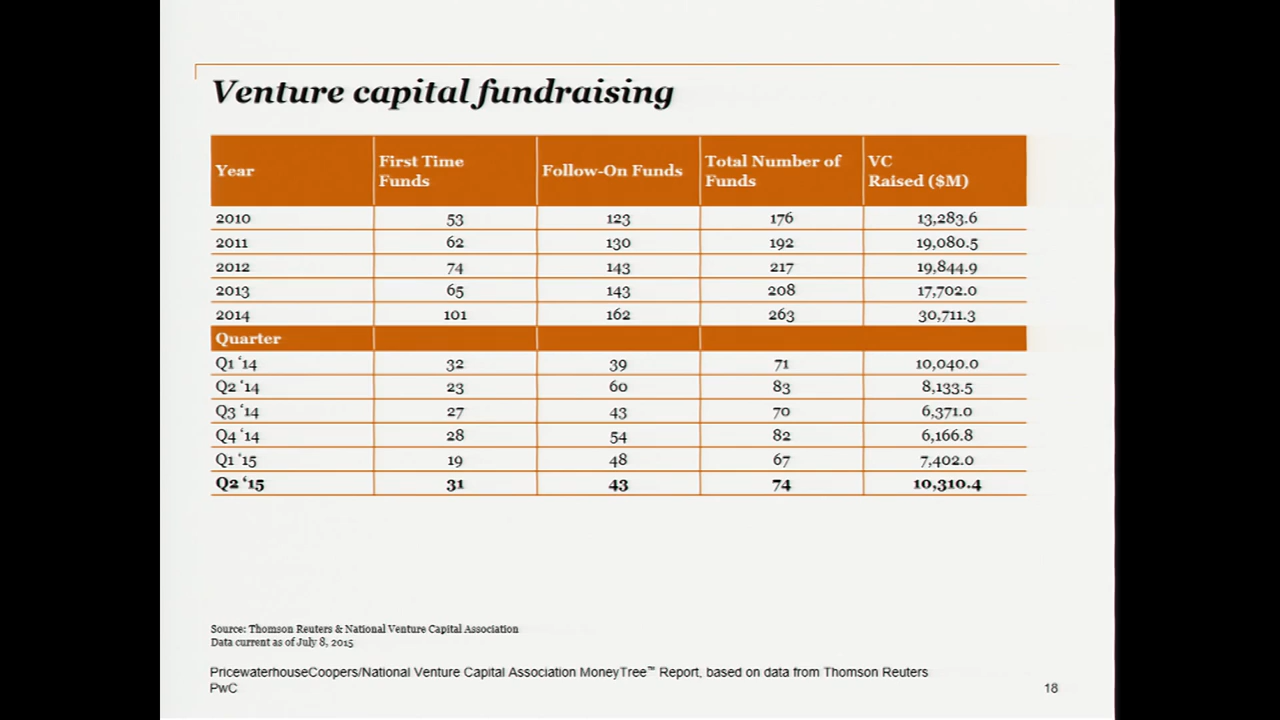 Venture capital fundraising
Year First Time Funds Follow-On Funds Total Number of Funds VC Raised ($M)
2010 53 123 176 13,283.6
2011 62 130 192 19,080.5
2012 74 143 217 19,844.9
2013 65 143 208 17,702.0
2014 101 162 263 30,711.3
Quarter
Q1 ‘14 32 39 71 10,040.0
Q2 ‘14 23 60 83 8,133.5
Q3 ‘14 27 43 70 6,371.0
Q4 ‘14 28 54 82 6,166.8
Q1 ‘15 19 48 67 7,402.0
Q2 ‘15 31 43 74 10,310.4
Source: Thomson Reuters & National Venture Capital Association
Data current as of July 8, 2015
PricewaterhouseCoopers/National Venture Capital Association MoneyTree™ Report, based on data from Thomson Reuters
PwC 18